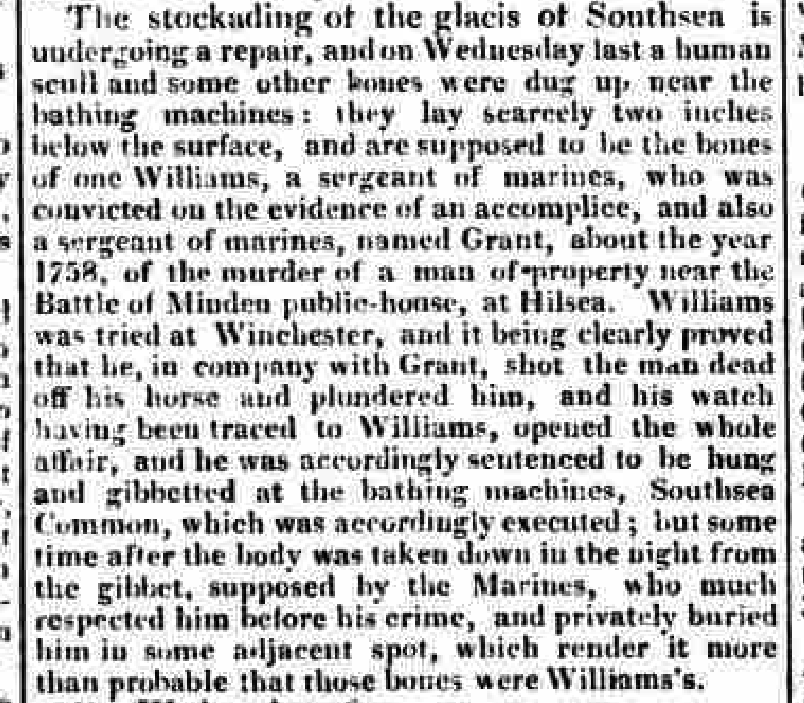 The stockading of the glacis of Southsea is
undergoing a repair, and on Wednesday last a human
scull and some other bones were dug up near the
bathing machines: they lay scarcely two inches
below the surface, and are supposed to be the bones
of one Williams, a sergeant of marines, who was
convicted on the evidence of an accomplice, and also
a sergeant of marines, named Grant, about the year
1758, of the murder of a man of property near the
Battle of Minden public-house, at Hilsea. Williams
was tried at Winchester, and it being clearly proved
that he, in company with Grant, shot the man dead
off his horse and plundered him, and his watch
having been traced to Williams, opened the whole
affair, and he was accordingly sentenced to be hung
and gibbetted at the bathing machines, Southsea
Common, which was accordingly executed; but some
time after the body was taken down in the night from
the gibbet, supposed by the Marines, who much
respected him before his crime, and privately buried
him in some adjacent spot, which render it more
than probable that those bones were Williams's.